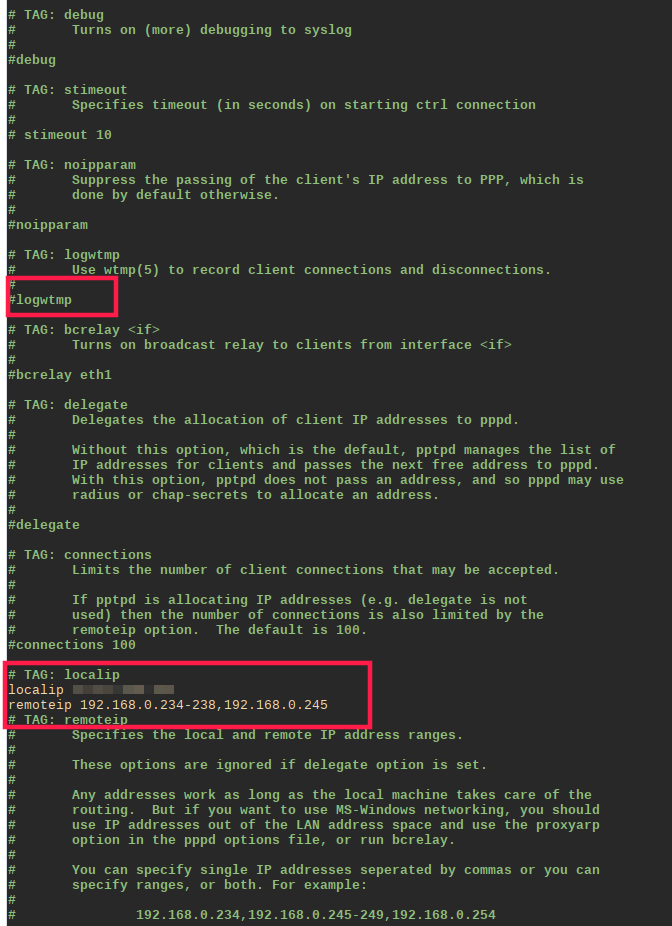 # TAG: debug
#       Turns on (more) debugging to syslog
#
#debug
# TAG: stimeout
#       Specifies timeout (in seconds) on starting ctrl connection
#
# stimeout 10
# TAG: noipparam
#       Suppress the passing of the client's IP address to PPP, which is
#       done by default otherwise.
#
#noipparam
# TAG: logwtmp
#       Use wtmp(5) to record client connections and disconnections.
#
#logwtmp
# TAG: bcrelay <if>
#       Turns on broadcast relay to clients from interface <if>
#
#bcrelay eth1
# TAG: delegate
#       Delegates the allocation of client IP addresses to pppd.
#
#       Without this option, which is the default, pptpd manages the list of
#       IP addresses for clients and passes the next free address to pppd.
#       With this option, pptpd does not pass an address, and so pppd may use
#       radius or chap-secrets to allocate an address.
#
#delegate
# TAG: connections
#       Limits the number of client connections that may be accepted.
#
#       If pptpd is allocating IP addresses (e.g. delegate is not
#       used) then the number of connections is also limited by the
#       remoteip option.  The default is 100.
#connections 100
# TAG: localip
localip
remoteip 192.168.0.234-238,192.168.0.245
# TAG: remoteip
#       Specifies the local and remote IP address ranges.
#
#       These options are ignored if delegate option is set.
#
#       Any addresses work as long as the local machine takes care of the
#       routing.  But if you want to use MS-Windows networking, you should
#       use IP addresses out of the LAN address space and use the proxyarp
#       option in the pppd options file, or run bcrelay.
#
#       You can specify single IP addresses seperated by commas or you can
#       specify ranges, or both. For example:
#
#               192.168.0.234,192.168.0.245-249,192.168.0.254